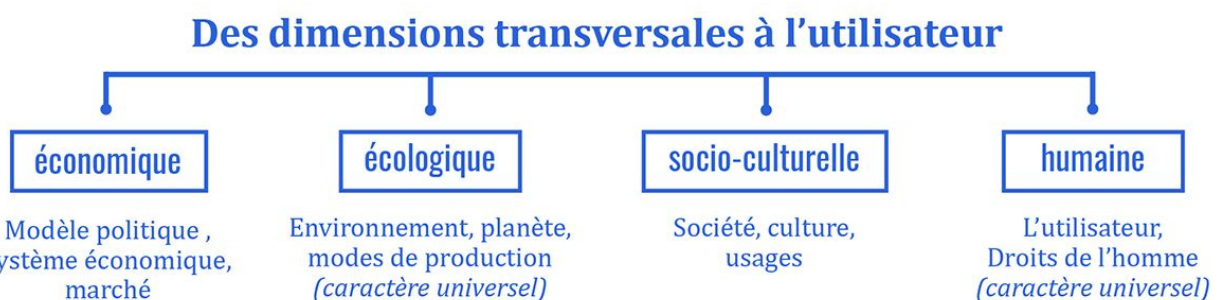 Des dimensions transversales à l'utilisateur
économique
écologique
socio-culturelle
humaine
Modèle politique ,
ystème économique,
marché
Environnement, planète,
modes de production
(caractère universel)
Société, culture,
usages
L'utilisateur,
Droits de l'homme
(caractère universel)